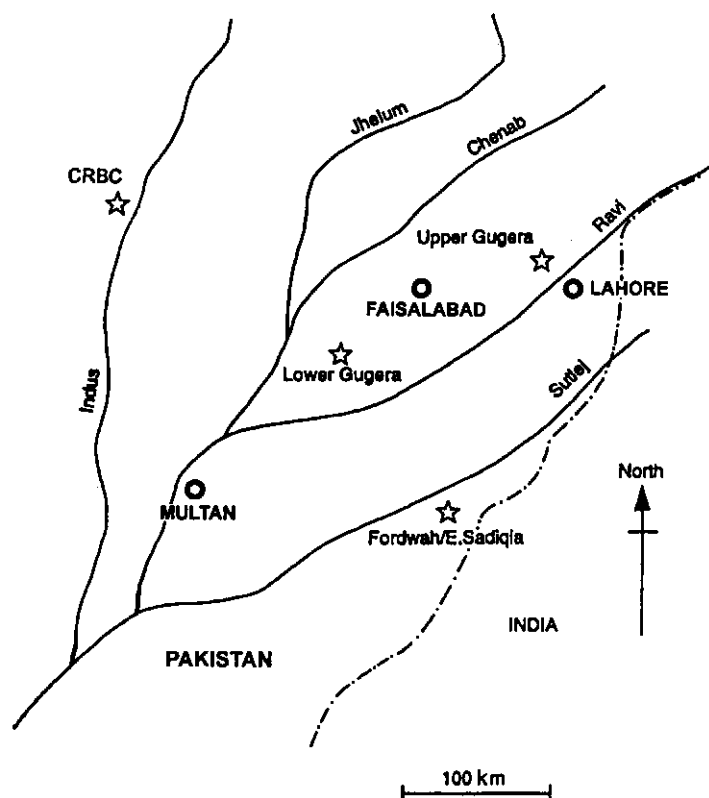 Jhelum
Chenab
CRBC
Ravi
Upper Gugera
LAHORE
FAISALABAD
Lower Gugera
Indus
Sutlej
North
MULTAN
Fordwah/E.Sadiqia
INDIA
PAKISTAN
100 km